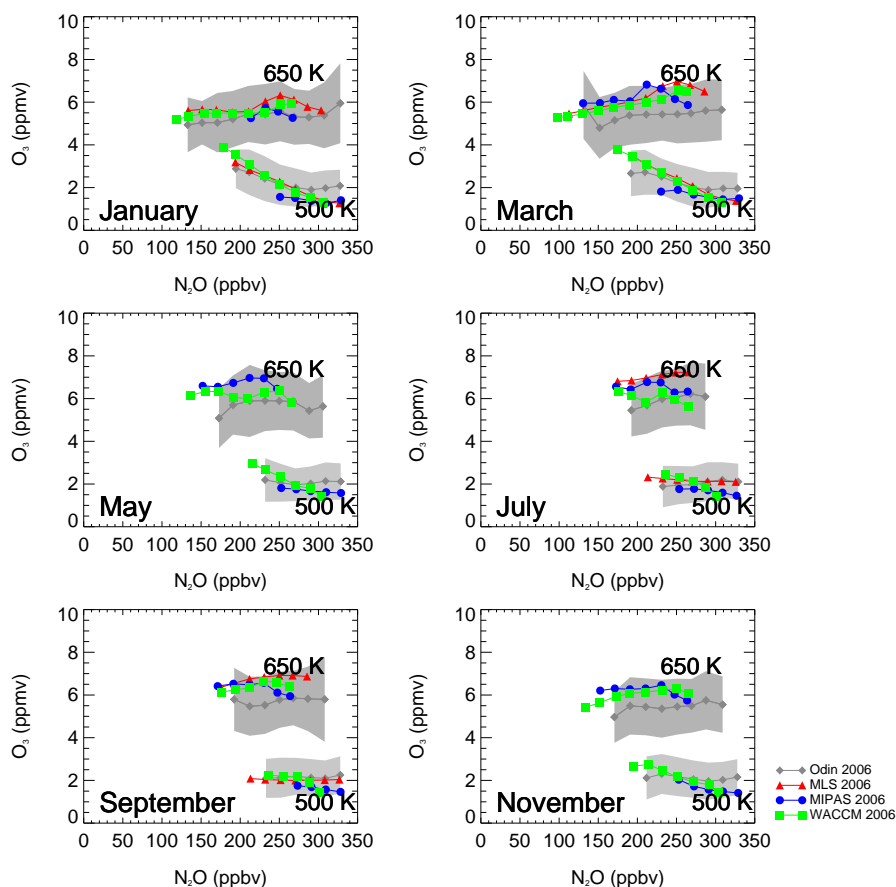 10
8
6
4
2
0
O₃ (ppmv)
650 K
500 K
January
0 50 100 150 200 250 300 350
N₂O (ppbv)
10
8
6
4
2
0
O₃ (ppmv)
650 K
500 K
March
0 50 100 150 200 250 300 350
N₂O (ppbv)
10
8
6
4
2
0
O₃ (ppmv)
650 K
500 K
May
0 50 100 150 200 250 300 350
N₂O (ppbv)
10
8
6
4
2
0
O₃ (ppmv)
650 K
500 K
July
0 50 100 150 200 250 300 350
N₂O (ppbv)
10
8
6
4
2
0
O₃ (ppmv)
650 K
500 K
September
0 50 100 150 200 250 300 350
N₂O (ppbv)
10
8
6
4
2
0
O₃ (ppmv)
650 K
500 K
November
0 50 100 150 200 250 300 350
N₂O (ppbv)
Odin 2006
MLS 2006
MIPAS 2006
WACCM 2006